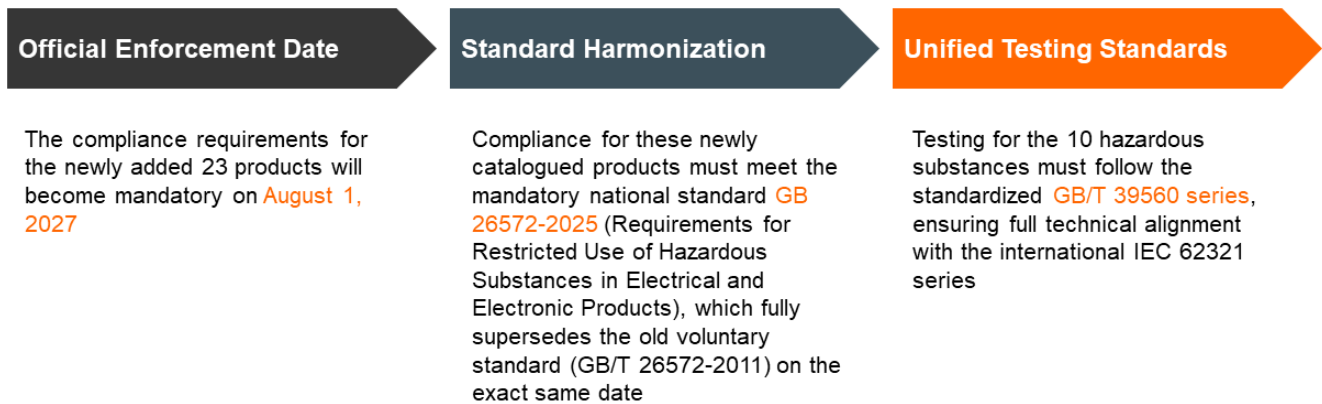 Official Enforcement Date
The compliance requirements for
the newly added 23 products will
become mandatory on August 1,
2027
Standard Harmonization
Compliance for these newly
catalogued products must meet the
mandatory national standard GB
26572-2025 (Requirements for
Restricted Use of Hazardous
Substances in Electrical and
Electronic Products), which fully
supersedes the old voluntary
standard (GB/T 26572-2011) on the
exact same date
Unified Testing Standards
Testing for the 10 hazardous
substances must follow the
standardized GB/T 39560 series,
ensuring full technical alignment
with the international IEC 62321
series